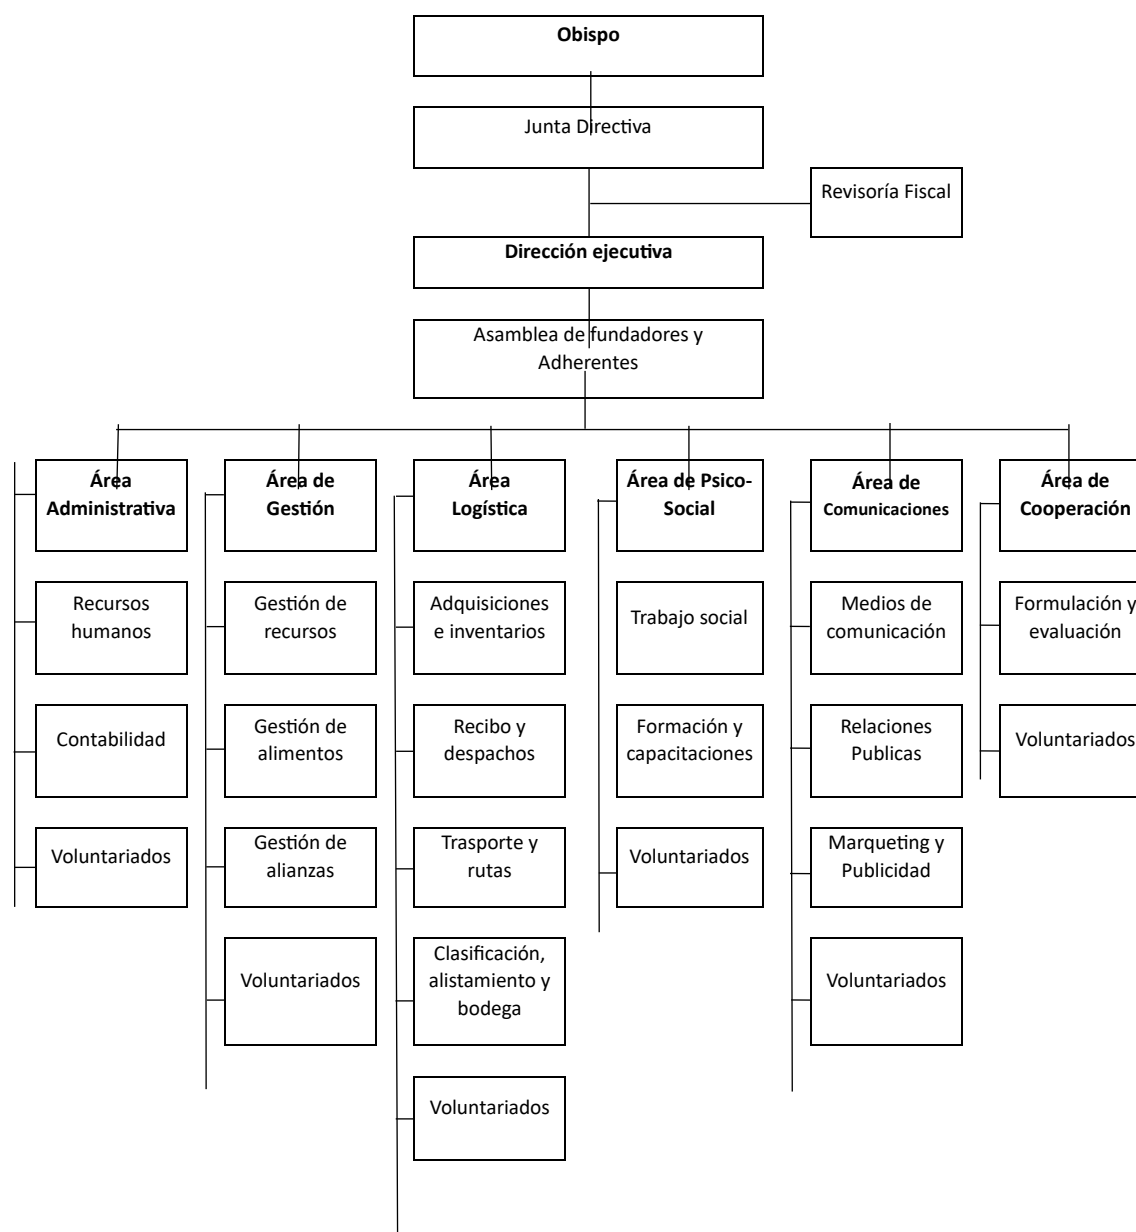 Obispo
Junta Directiva
Revisoría Fiscal
Dirección ejecutiva
Asamblea de fundadores y
Adherentes
Área
Administrativa
Recursos
humanos
Contabilidad
Voluntariados
Área de
Gestión
Gestión de
recursos
Gestión de
alimentos
Gestión de
alianzas
Voluntariados
Área
Logística
Adquisiciones
e inventarios
Recibo y
despachos
Trasporte y
rutas
Clasificación,
alistamiento y
bodega
Voluntariados
Área de Psico-
Social
Trabajo social
Formación y
capacitaciones
Voluntariados
Área de
Comunicaciones
Medios de
comunicación
Relaciones
Publicas
Marqueting y
Publicidad
Voluntariados
Área de
Cooperación
Formulación y
evaluación
Voluntariados